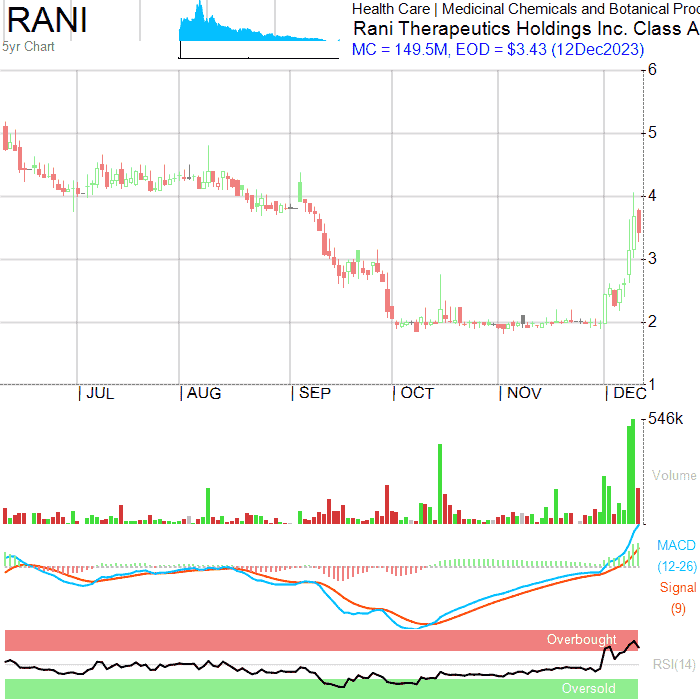 RANI
5yr Chart
Health Care | Medicinal Chemicals and Botanical Proc
Rani Therapeutics Holdings Inc. Class A
MC = 149.5M, EOD = $3.43 (12Dec2023)
6
5
4
3
2
1
| JUL | AUG | SEP | OCT | NOV | DEC
546k
Volume
MACD
(12-26)
Signal
(9)
Overbought
RSI(14)
Oversold